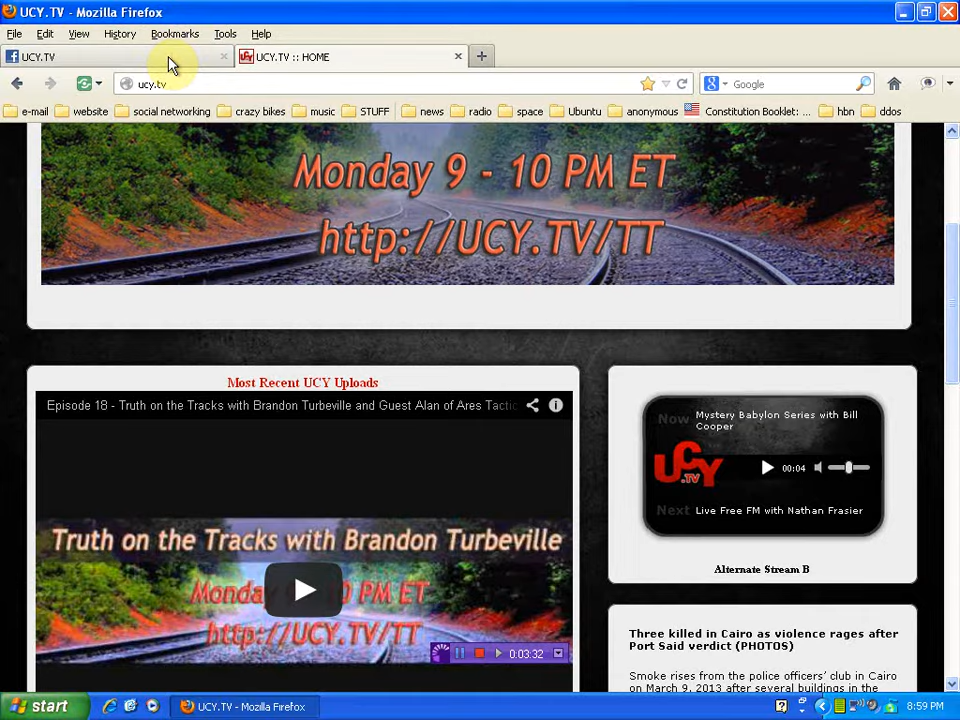 UCY.TV - Mozilla Firefox
File Edit View History Bookmarks Tools Help
UCY.TV
UCY.TV :: HOME
ucy.tv
Google
e-mail website social networking crazy bikes music STUFF news radio space Ubuntu anonymous Constitution Booklet: ... hbn ddos
Monday 9 - 10 PM ET
http://UCY.TV/TT
Most Recent UCY Uploads
Episode 18 - Truth on the Tracks with Brandon Turbeville and Guest Alan of Ares Tactic
Truth on the Tracks with Brandon Turbeville
Monday 9 - 10 PM ET
http://UCY.TV/TT
0:03:32
Now Mystery Babylon Series with Bill
Cooper
UCY
.TV
00:04
Next Live Free FM with Nathan Frasier
Alternate Stream B
Three killed in Cairo as violence rages after
Port Said verdict (PHOTOS)
Smoke rises from the police officers' club in Cairo
on March 9, 2013 after several buildings in the
start
UCY.TV - Mozilla Firefox
8:59 PM